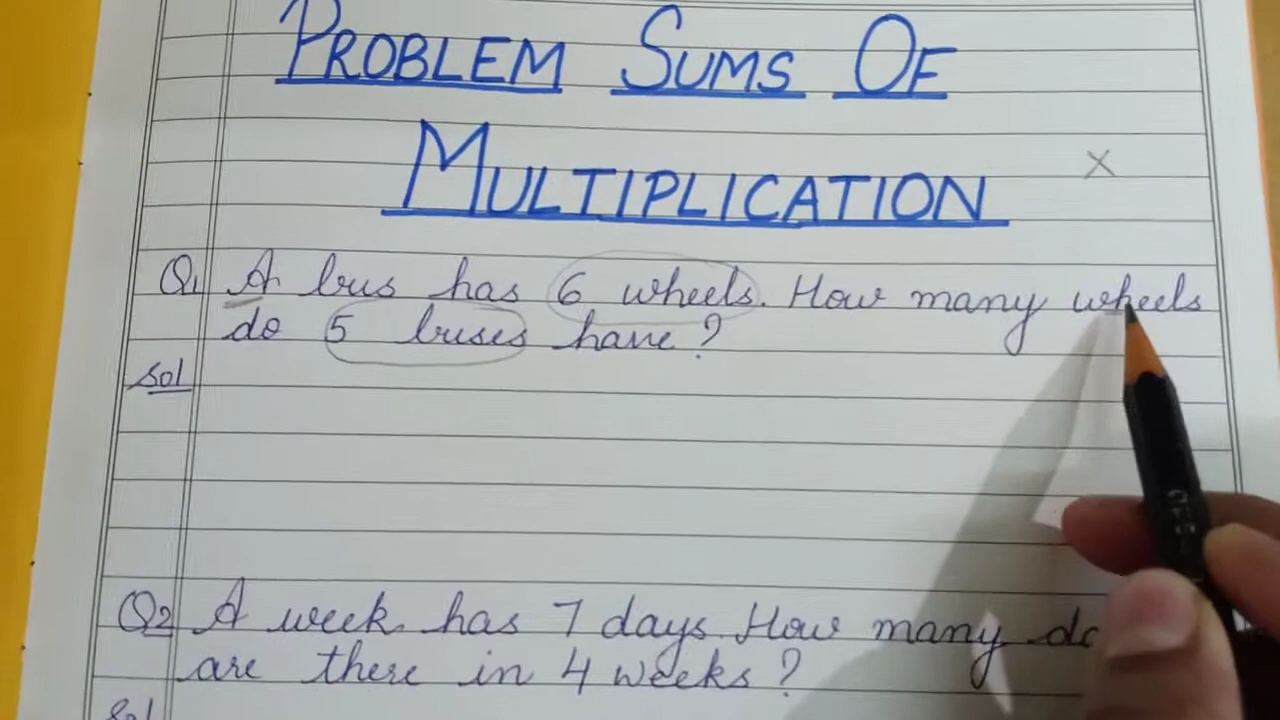 PROBLEM SUMS OF
MULTIPLICATION
×
Q1 A bus has 6 wheels. How many wheels
do 5 buses have?
Sol
Q2 A week has 7 days. How many
are there in 4 weeks?
Sol